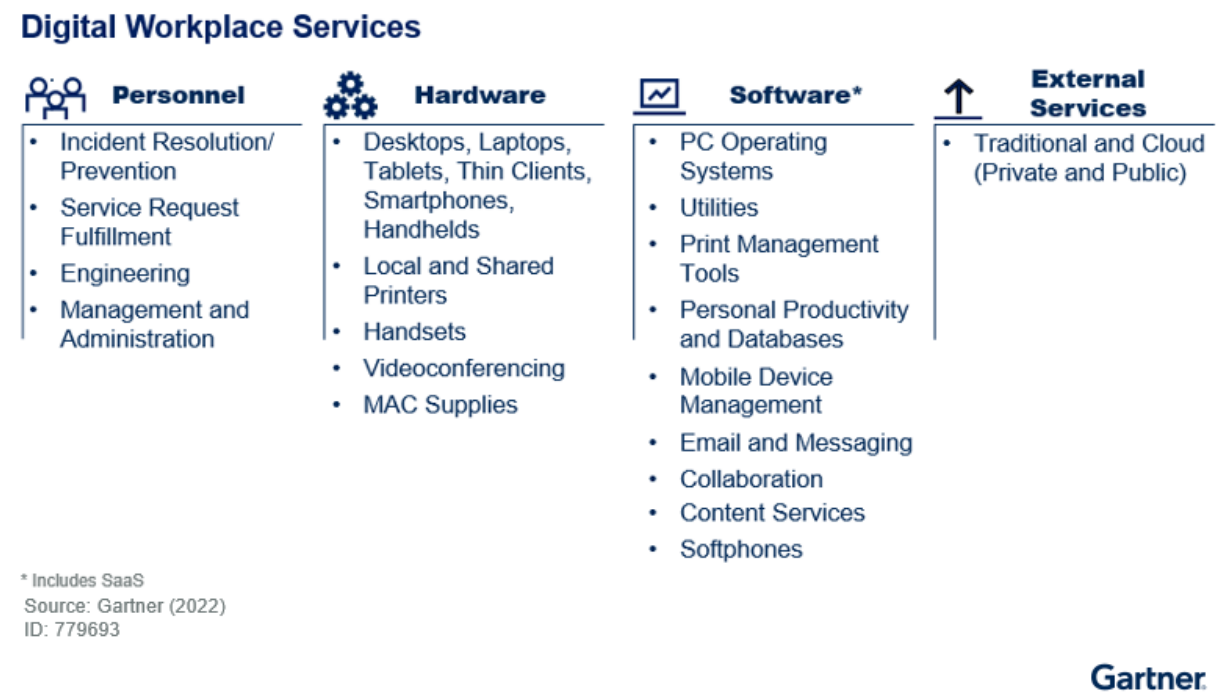 Digital Workplace Services
Personnel
• Incident Resolution/
Prevention
• Service Request
Fulfillment
• Engineering
• Management and
Administration
Hardware
• Desktops, Laptops,
Tablets, Thin Clients,
Smartphones,
Handhelds
• Local and Shared
Printers
• Handsets
• Videoconferencing
• MAC Supplies
Software*
• PC Operating
Systems
• Utilities
• Print Management
Tools
• Personal Productivity
and Databases
• Mobile Device
Management
• Email and Messaging
• Collaboration
• Content Services
• Softphones
External
Services
• Traditional and Cloud
(Private and Public)
* Includes SaaS
Source: Gartner (2022)
ID: 779693
Gartner